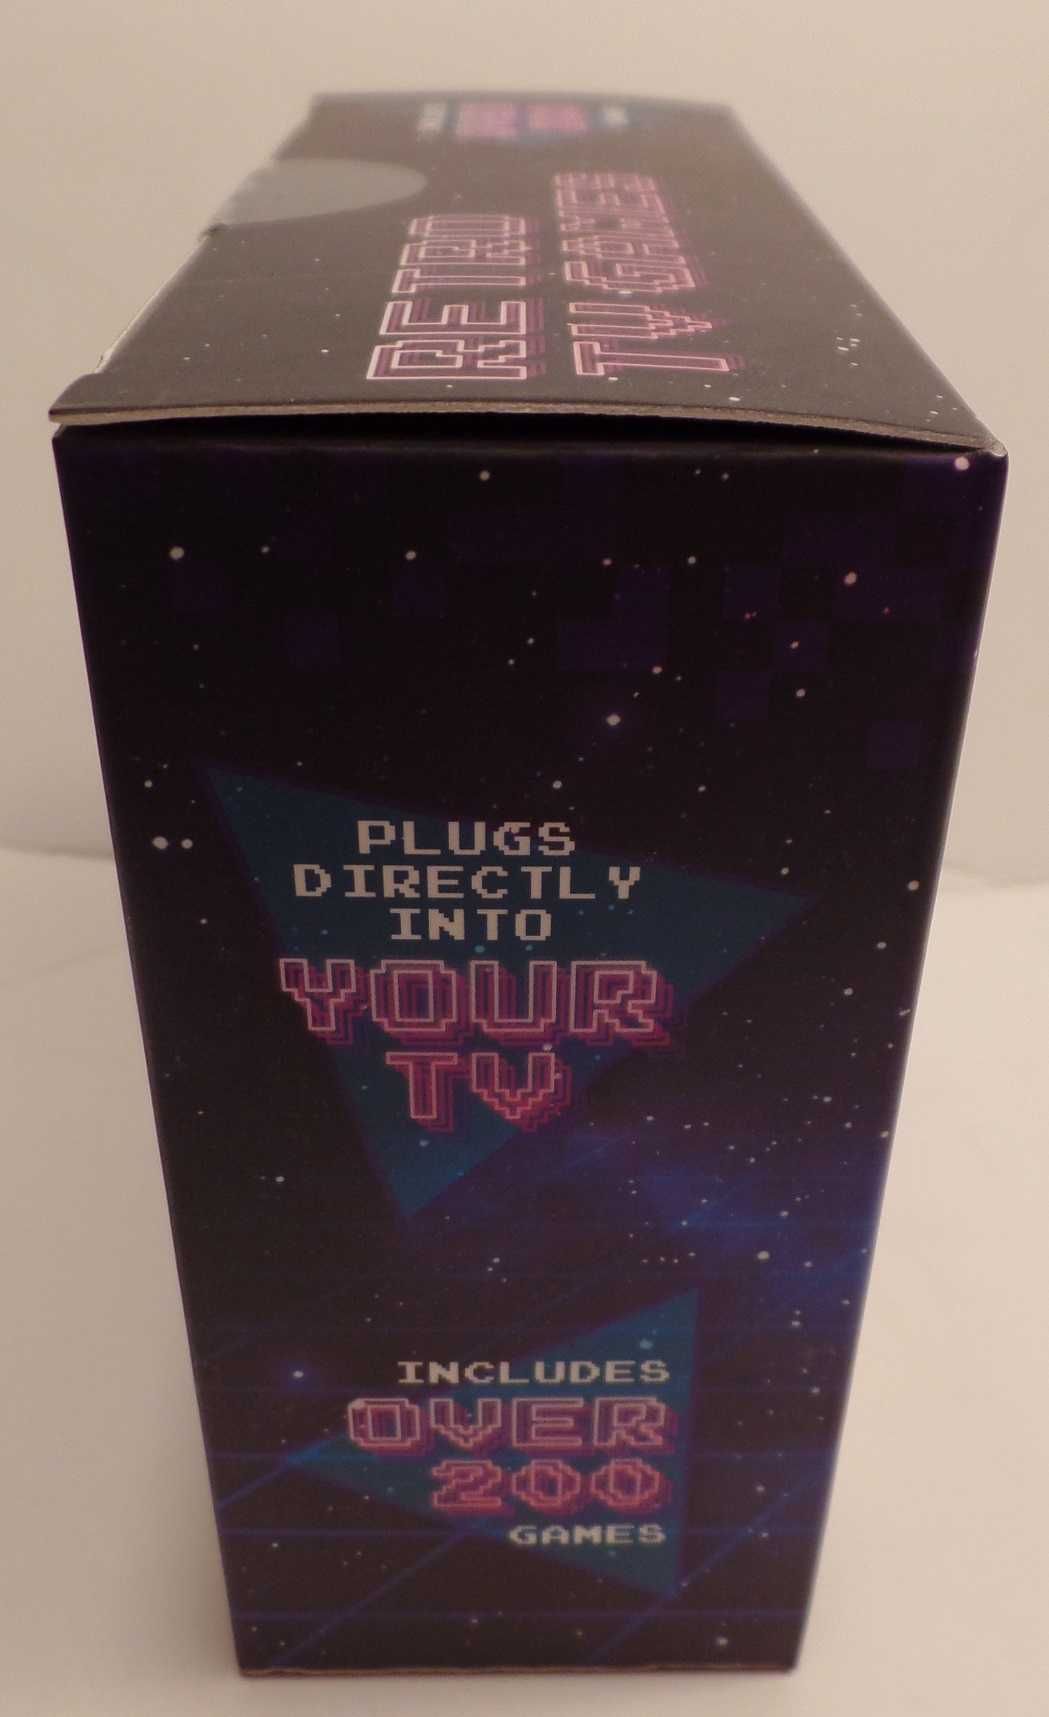 RETRO
TV GAMES
PLUGS
DIRECTLY
INTO
YOUR
TV
INCLUDES
OVER
200
GAMES